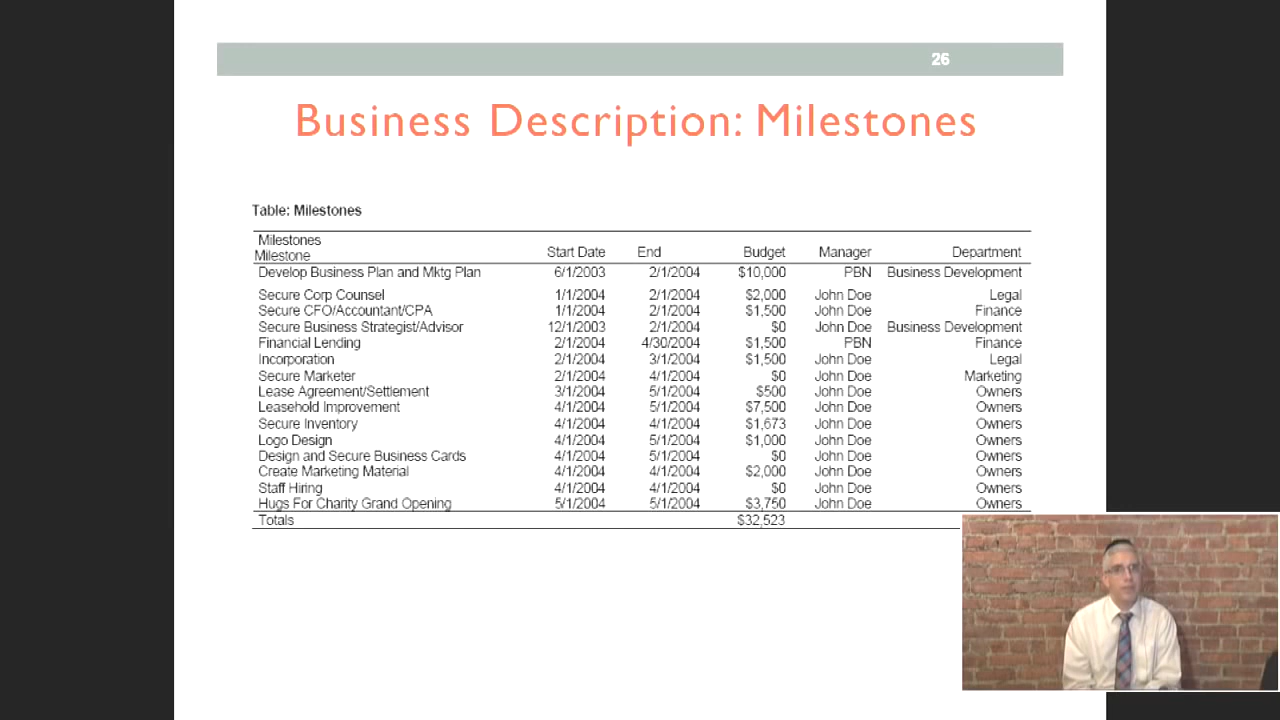 26
Business Description: Milestones
Table: Milestones
Milestones
Milestone Start Date End Budget Manager Department
Develop Business Plan and Mktg Plan 6/1/2003 2/1/2004 $10,000 PBN Business Development
Secure Corp Counsel 1/1/2004 2/1/2004 $2,000 John Doe Legal
Secure CFO/Accountant/CPA 1/1/2004 2/1/2004 $1,500 John Doe Finance
Secure Business Strategist/Advisor 12/1/2003 2/1/2004 $0 John Doe Business Development
Financial Lending 2/1/2004 4/30/2004 $1,500 PBN Finance
Incorporation 2/1/2004 3/1/2004 $1,500 John Doe Legal
Secure Marketer 2/1/2004 4/1/2004 $0 John Doe Marketing
Lease Agreement/Settlement 3/1/2004 5/1/2004 $500 John Doe Owners
Leasehold Improvement 4/1/2004 5/1/2004 $7,500 John Doe Owners
Secure Inventory 4/1/2004 4/1/2004 $1,673 John Doe Owners
Logo Design 4/1/2004 5/1/2004 $1,000 John Doe Owners
Design and Secure Business Cards 4/1/2004 5/1/2004 $0 John Doe Owners
Create Marketing Material 4/1/2004 4/1/2004 $2,000 John Doe Owners
Staff Hiring 4/1/2004 4/1/2004 $0 John Doe Owners
Hugs For Charity Grand Opening 5/1/2004 5/1/2004 $3,750 John Doe Owners
Totals $32,523